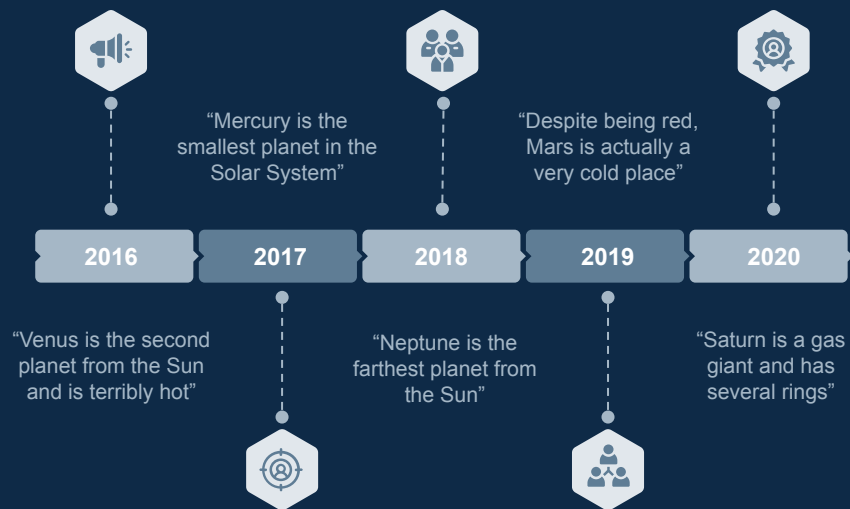 “Mercury is the
smallest planet in the
Solar System”
“Despite being red,
Mars is actually a
very cold place”
2016
2017
2018
2019
2020
“Venus is the second
planet from the Sun
and is terribly hot”
“Neptune is the
farthest planet from
the Sun”
“Saturn is a gas
giant and has
several rings”